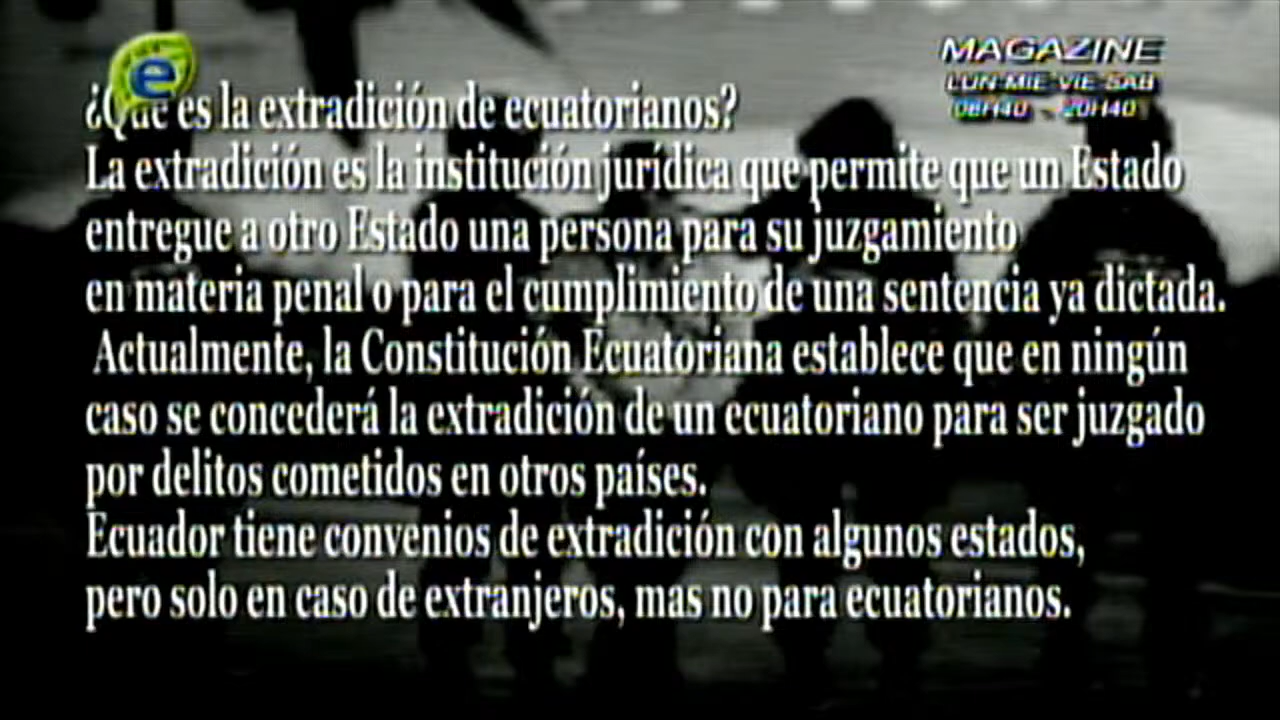 e
MAGAZINE
LUN-MIE-VIE-SAB
08H40 - 20H40
¿Qué es la extradición de ecuatorianos?
La extradición es la institución jurídica que permite que un Estado
entregue a otro Estado una persona para su juzgamiento
en materia penal o para el cumplimiento de una sentencia ya dictada.
Actualmente, la Constitución Ecuatoriana establece que en ningún
caso se concederá la extradición de un ecuatoriano para ser juzgado
por delitos cometidos en otros países.
Ecuador tiene convenios de extradición con algunos estados,
pero solo en caso de extranjeros, mas no para ecuatorianos.